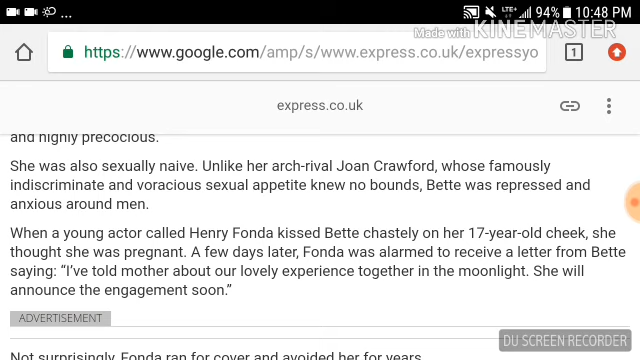 ... LTE+ 94% 10:48 PM
Made with KINEMASTER
https://www.google.com/amp/s/www.express.co.uk/expressyo 1
express.co.uk
and highly precocious.
She was also sexually naive. Unlike her arch-rival Joan Crawford, whose famously
indiscriminate and voracious sexual appetite knew no bounds, Bette was repressed and
anxious around men.
When a young actor called Henry Fonda kissed Bette chastely on her 17-year-old cheek, she
thought she was pregnant. A few days later, Fonda was alarmed to receive a letter from Bette
saying: “I’ve told mother about our lovely experience together in the moonlight. She will
announce the engagement soon.”
ADVERTISEMENT
DU SCREEN RECORDER
Not surprisingly, Fonda ran for cover and avoided her for years.